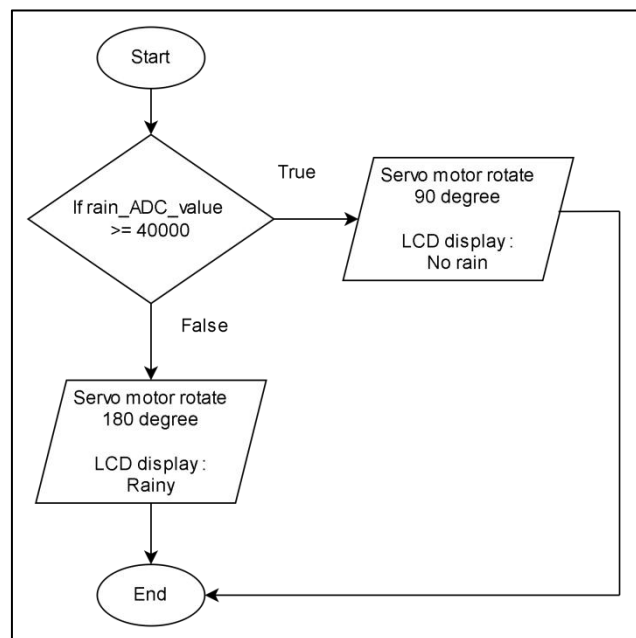 Start
If rain_ADC_value
>= 40000
True
Servo motor rotate
90 degree
LCD display :
No rain
False
Servo motor rotate
180 degree
LCD display :
Rainy
End